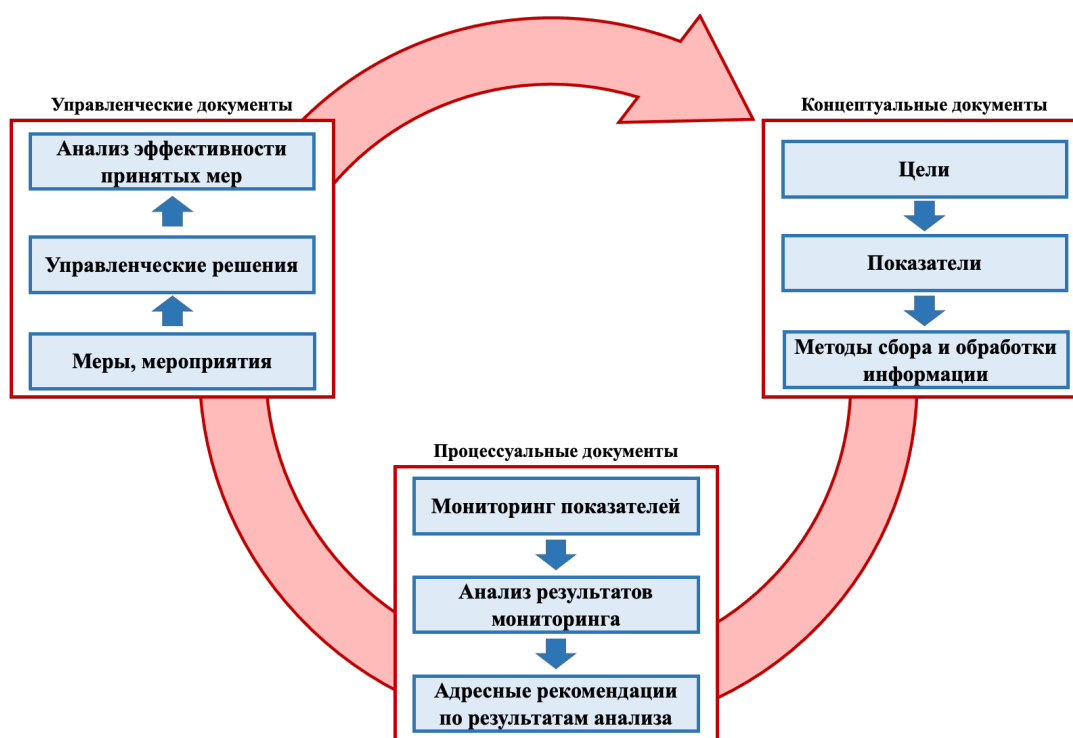 Управленческие документы
Анализ эффективности
принятых мер
Управленческие решения
Меры, мероприятия
Концептуальные документы
Цели
Показатели
Методы сбора и обработки
информации
Процессуальные документы
Мониторинг показателей
Анализ результатов
мониторинга
Адресные рекомендации
по результатам анализа